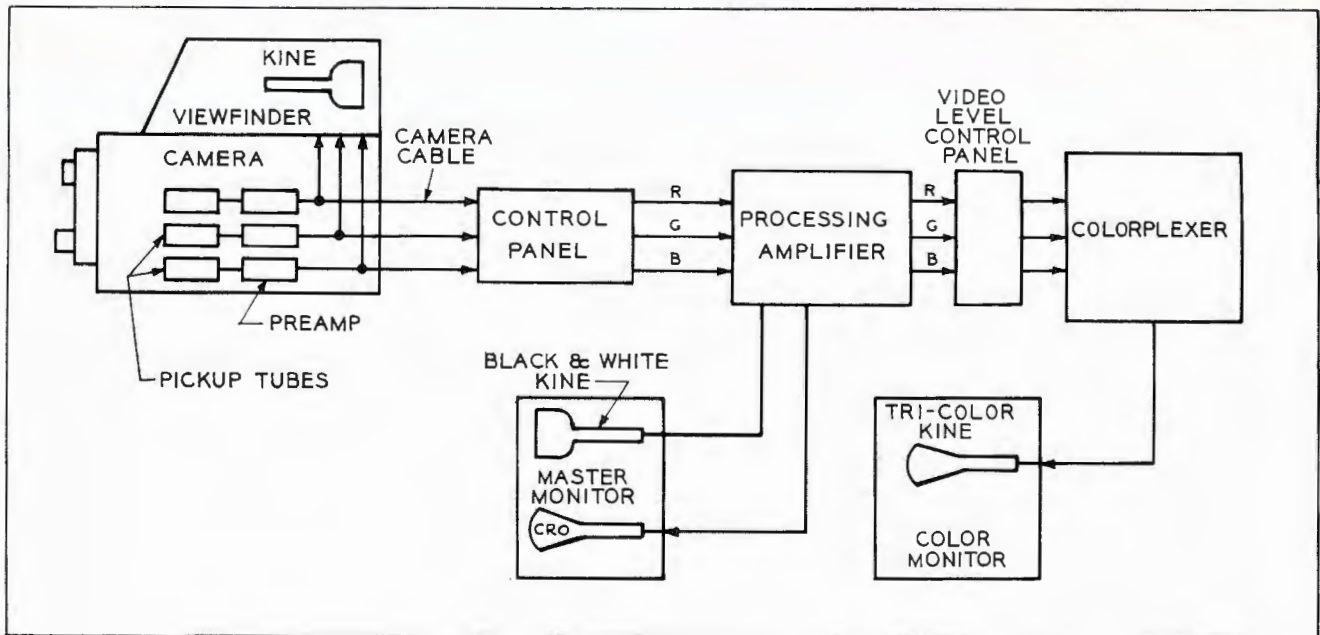 KINE
VIEWFINDER
CAMERA
CAMERA
CABLE
PICKUP TUBES
PREAMP
CONTROL
PANEL
R
G
B
PROCESSING
AMPLIFIER
R
G
B
VIDEO
LEVEL
CONTROL
PANEL
COLORPLEXER
BLACK & WHITE
KINE
MASTER
MONITOR
CRO
TRI-COLOR
KINE
COLOR
MONITOR